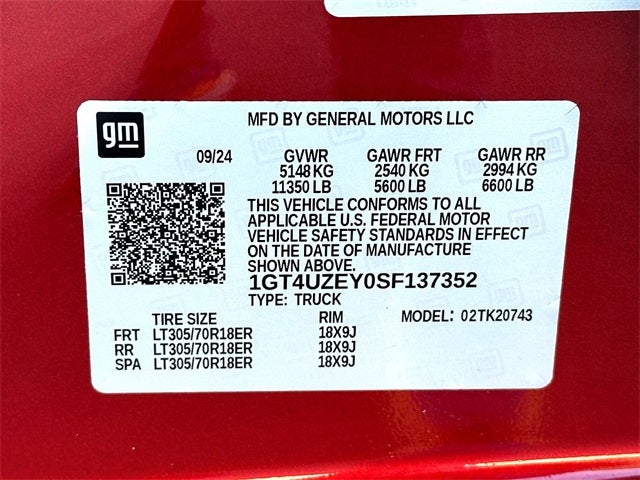 gm
MFD BY GENERAL MOTORS LLC
09/24 GVWR GAWR FRT GAWR RR
5148 KG 2540 KG 2994 KG
11350 LB 5600 LB 6600 LB
THIS VEHICLE CONFORMS TO ALL
APPLICABLE U.S. FEDERAL MOTOR
VEHICLE SAFETY STANDARDS IN EFFECT
ON THE DATE OF MANUFACTURE
SHOWN ABOVE.
1GT4UZEY0SF137352
TYPE: TRUCK
TIRE SIZE RIM MODEL: 02TK20743
FRT LT305/70R18ER 18X9J
RR LT305/70R18ER 18X9J
SPA LT305/70R18ER 18X9J